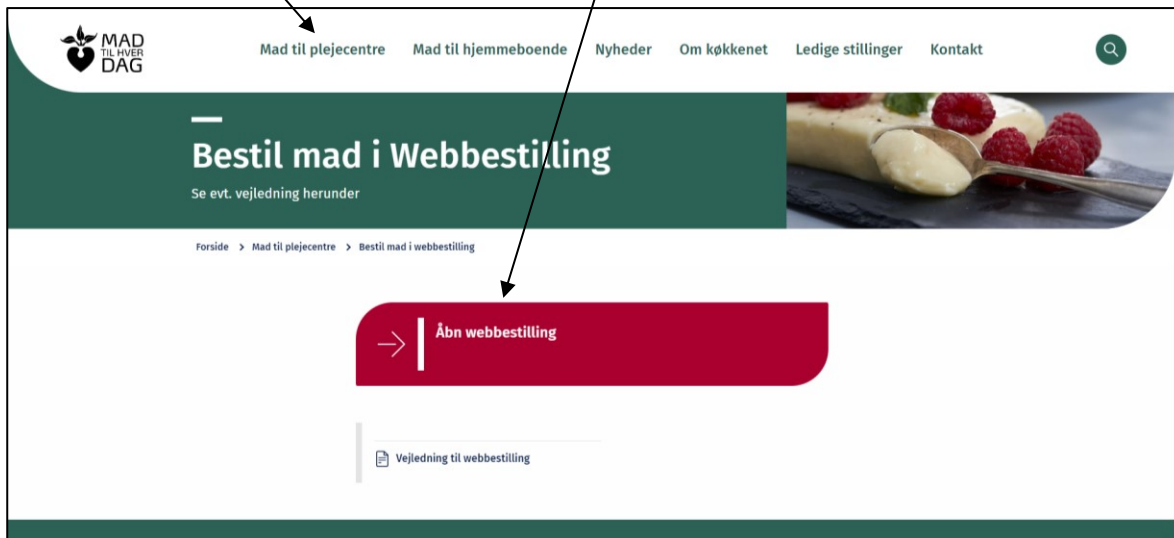 MAD
TIL HVER
DAG
Mad til plejecentre Mad til hjemmeboende Nyheder Om køkkenet Ledige stillinger Kontakt
Bestil mad i Webbestilling
Se evt. vejledning herunder
Forside > Mad til plejecentre > Bestil mad i webbestilling
Åbn webbestilling
Vejledning til webbestilling